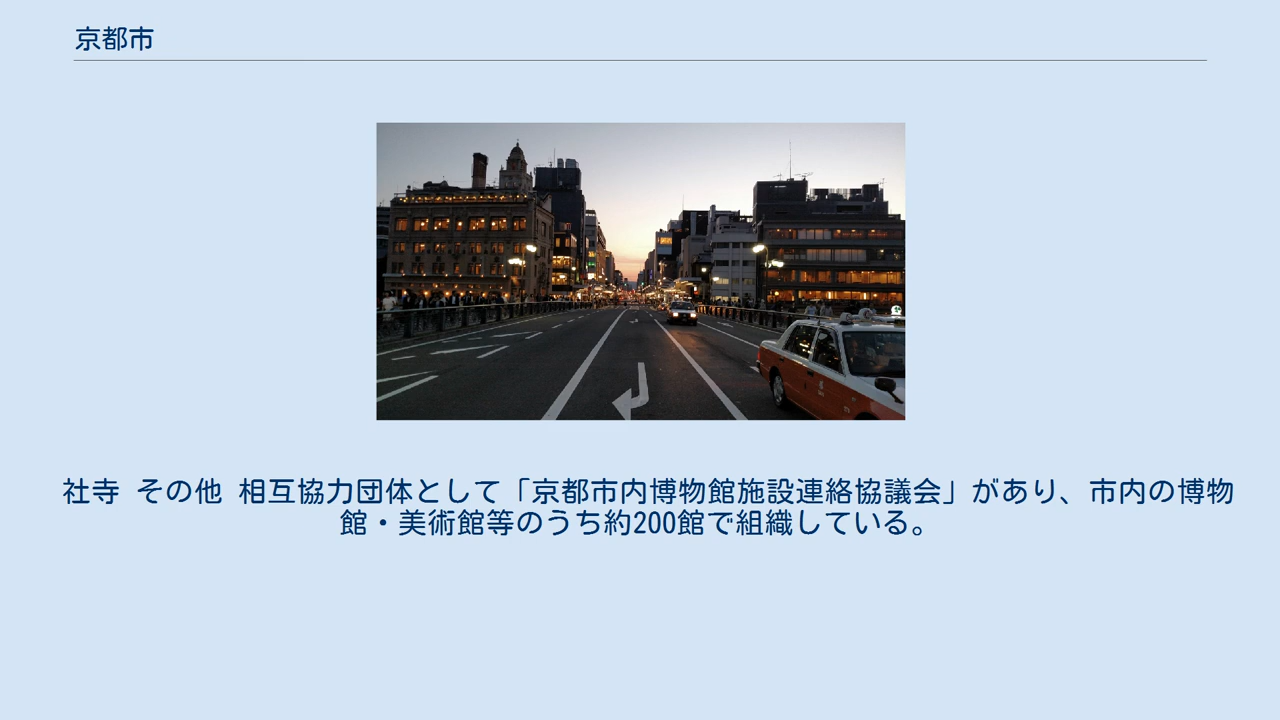 京都市
社寺 その他 相互協力団体として「京都市内博物館施設連絡協議会」があり、市内の博物
館・美術館等のうち約200館で組織している。